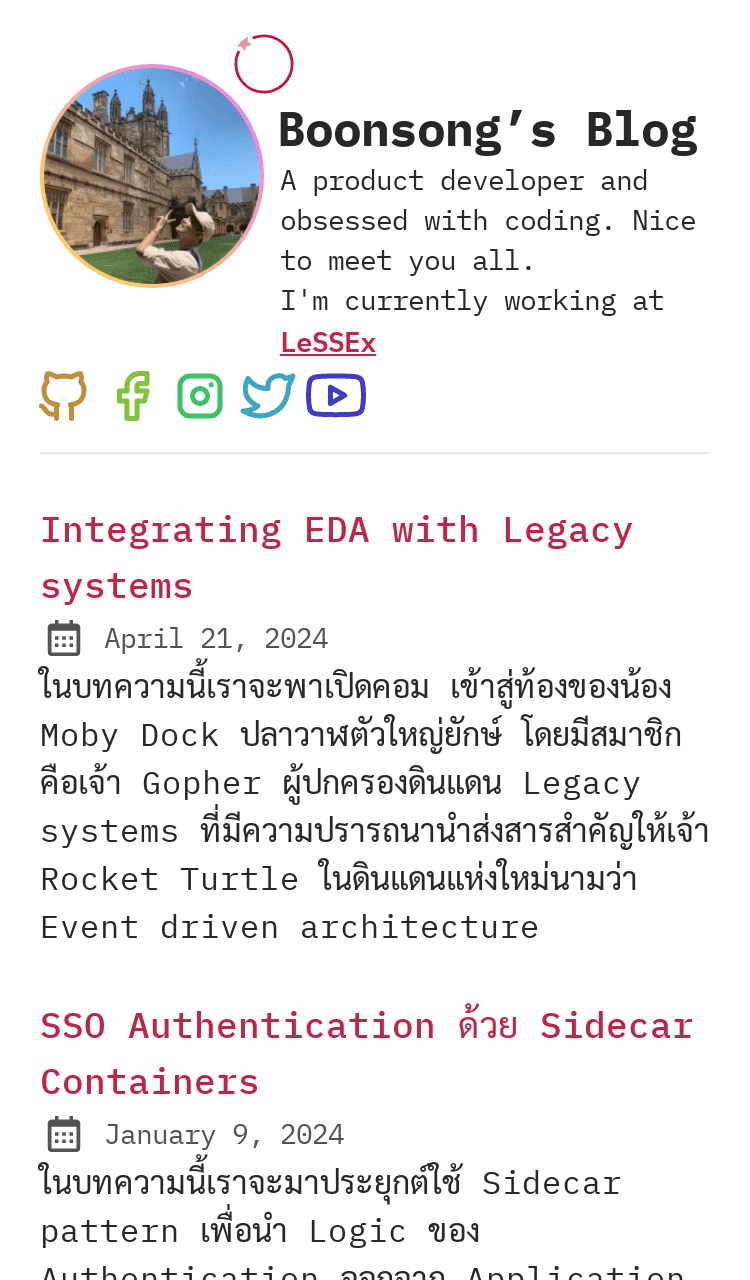 Boonsong’s Blog
A product developer and
obsessed with coding. Nice
to meet you all.
I'm currently working at
LeSSEx
Integrating EDA with Legacy
systems
April 21, 2024
ในบทความนี้เราจะพาเปิดคอม เข้าสู่ท้องของน้อง
Moby Dock ปลาวาฬตัวใหญ่ยักษ์ โดยมีสมาชิก
คือเจ้า Gopher ผู้ปกครองดินแดน Legacy
systems ที่มีความปรารถนานำส่งสารสำคัญให้เจ้า
Rocket Turtle ในดินแดนแห่งใหม่นามว่า
Event driven architecture
SSO Authentication ด้วย Sidecar
Containers
January 9, 2024
ในบทความนี้เราจะมาประยุกต์ใช้ Sidecar
pattern เพื่อนำ Logic ของ
Authentication ออกจาก Application